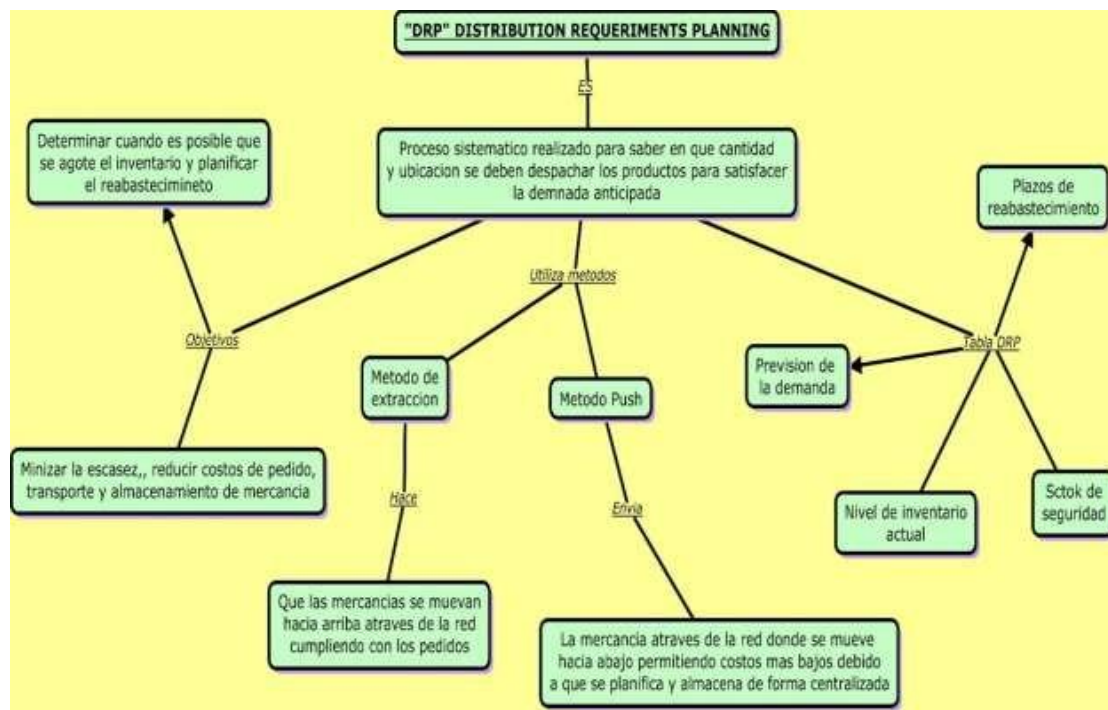 "DRP" DISTRIBUTION REQUERIMENTS PLANNING
ES
Proceso sistematico realizado para saber en que cantidad
y ubicacion se deben despachar los productos para satisfacer
la demnada anticipada
Determinar cuando es posible que
se agote el inventario y planificar
el reabastecimineto
Objetivos
Minizar la escasez,, reducir costos de pedido,
transporte y almacenamiento de mercancia
Utiliza metodos
Metodo de
extraccion
Hace
Que las mercancias se muevan
hacia arriba atraves de la red
cumpliendo con los pedidos
Metodo Push
Envia
La mercancia atraves de la red donde se mueve
hacia abajo permitiendo costos mas bajos debido
a que se planifica y almacena de forma centralizada
Tabla DRP
Plazos de
reabastecimiento
Prevision de
la demanda
Nivel de inventario
actual
Sctok de
seguridad